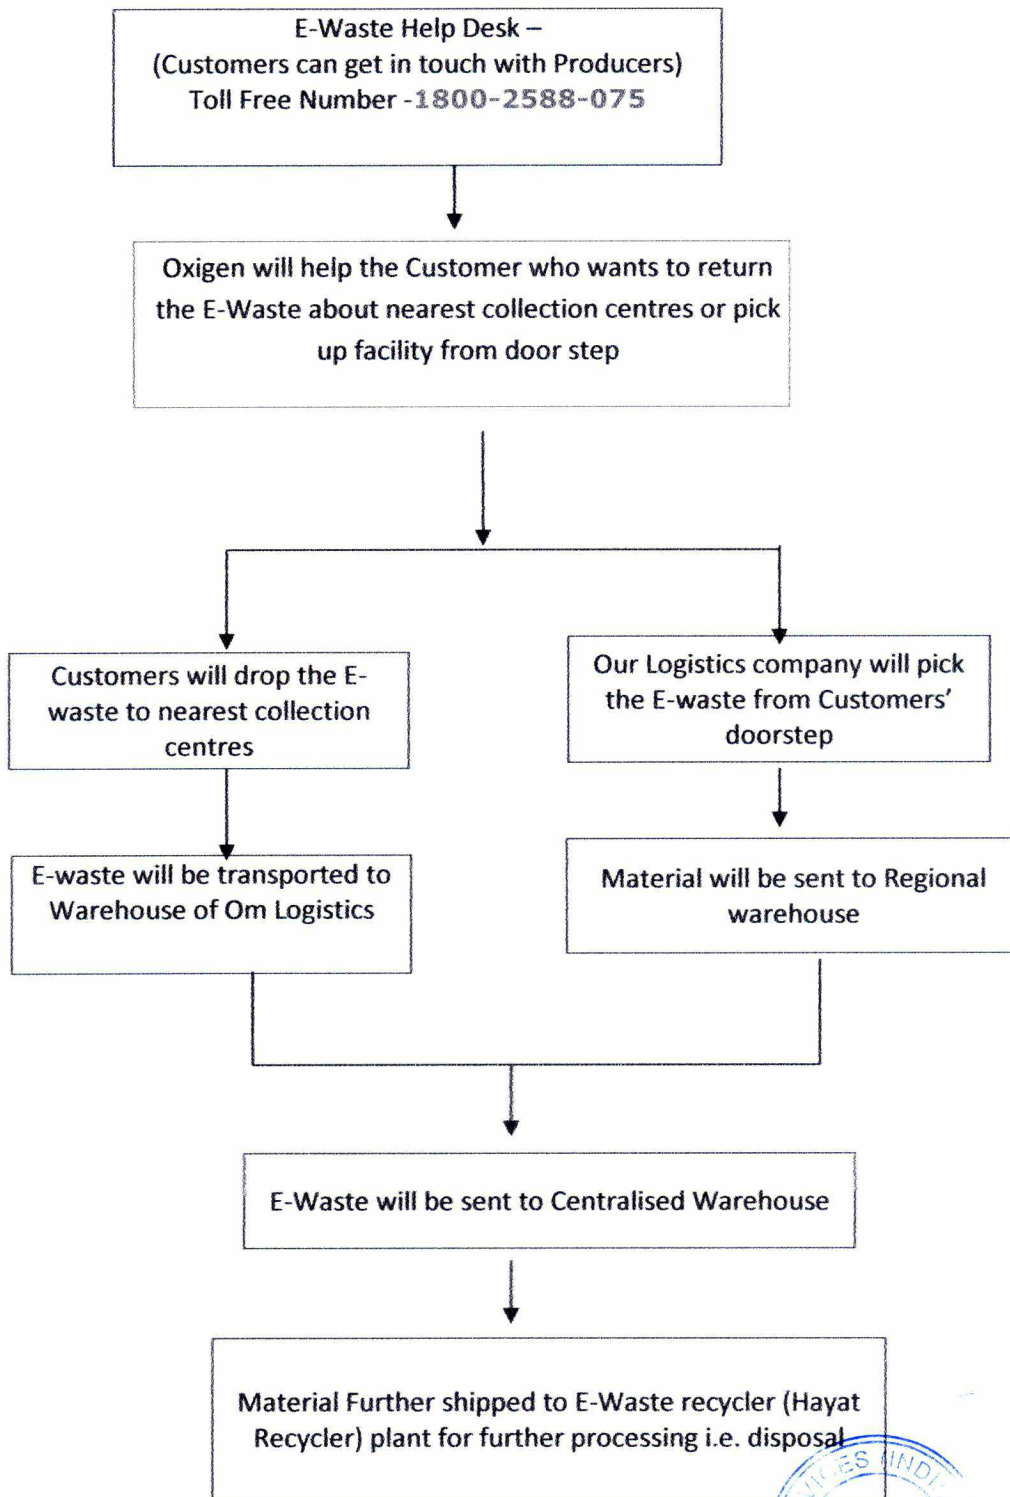 E-Waste Help Desk –
(Customers can get in touch with Producers)
Toll Free Number -1800-2588-075
Oxigen will help the Customer who wants to return
the E-Waste about nearest collection centres or pick
up facility from door step
Customers will drop the E-
waste to nearest collection
centres
Our Logistics company will pick
the E-waste from Customers'
doorstep
E-waste will be transported to
Warehouse of Om Logistics
Material will be sent to Regional
warehouse
E-Waste will be sent to Centralised Warehouse
Material Further shipped to E-Waste recycler (Hayat
Recycler) plant for further processing i.e. disposal